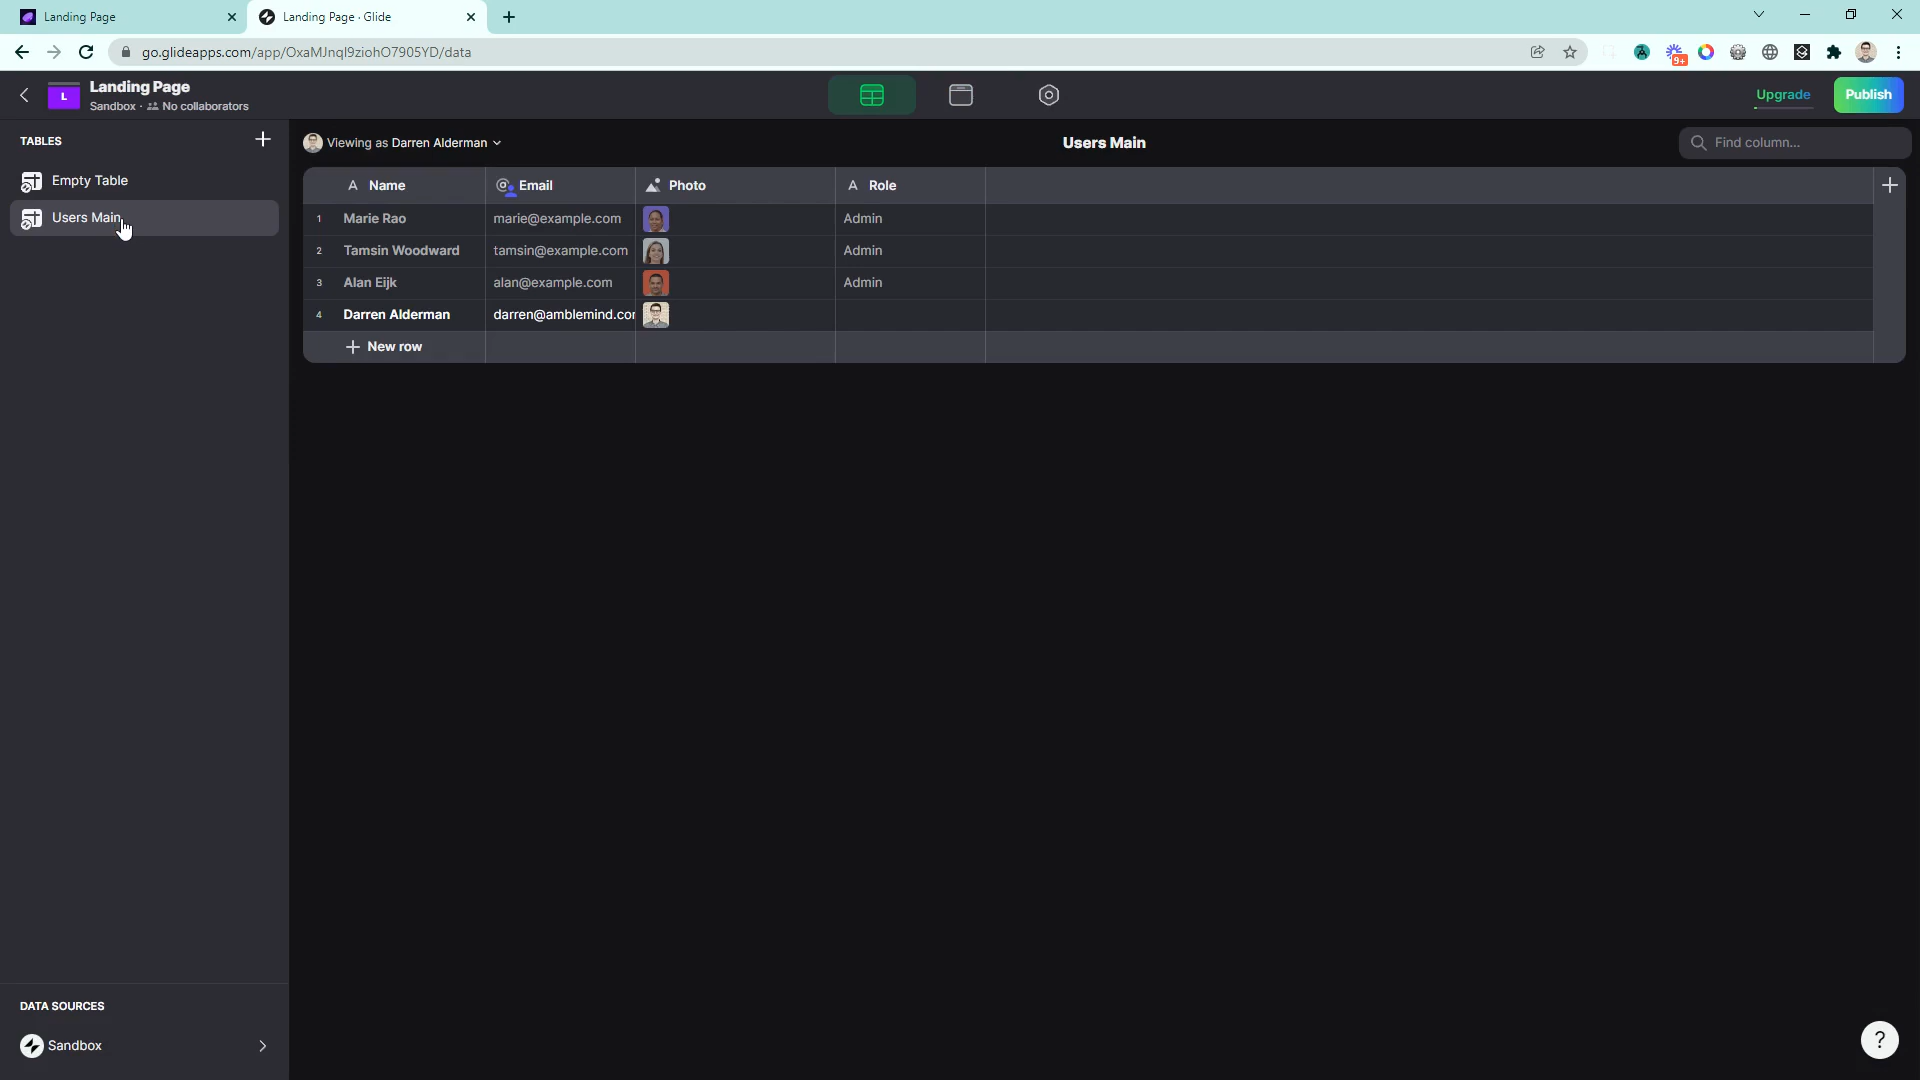 Landing Page
Landing Page · Glide
go.glideapps.com/app/OxaMJnqI9ziohO7905YD/data
9+
L
Landing Page
Sandbox · No collaborators
Upgrade
Publish
TABLES
Viewing as Darren Alderman
Users Main
Find column...
Empty Table
Users Main
A Name Email Photo A Role
1 Marie Rao marie@example.com Admin
2 Tamsin Woodward tamsin@example.com Admin
3 Alan Eijk alan@example.com Admin
4 Darren Alderman darren@amblemind.com
New row
DATA SOURCES
Sandbox
?